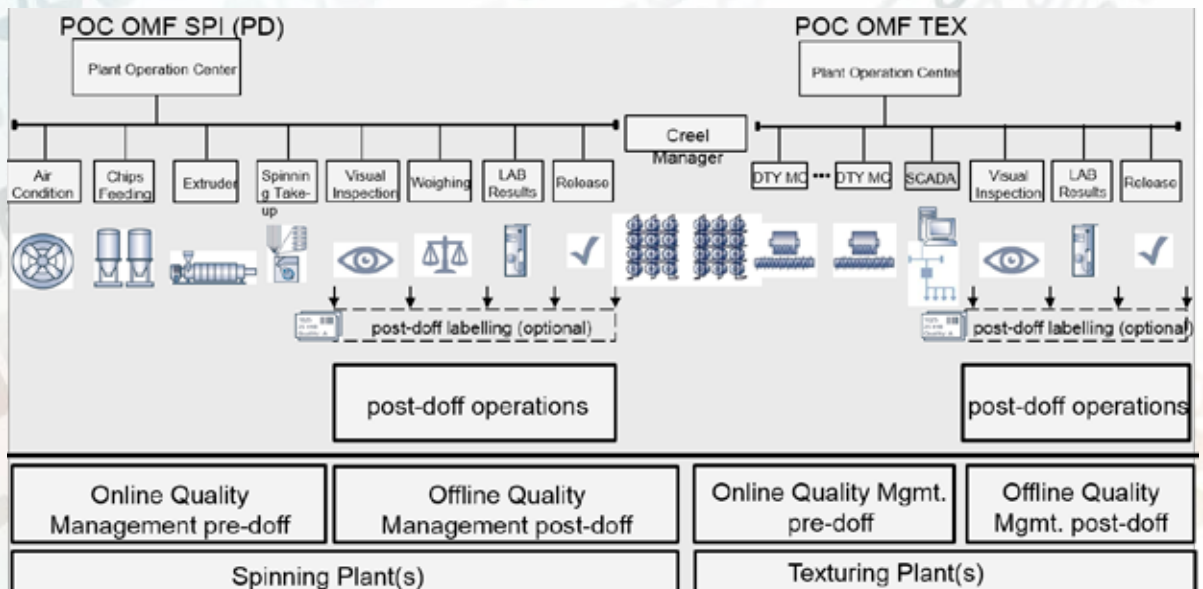 POC OMF SPI (PD)
POC OMF TEX
Plant Operation Center
Plant Operation Center
Creel
Manager
Air
Condition
Chips
Feeding
Extruder
Spinnin
g Take-
up
Visual
Inspection
Weighing
LAB
Results
Release
DTY MC
•••
DTY MC
SCADA
Visual
Inspection
LAB
Results
Release
post-doff labelling (optional)
post-doff labelling (optional)
post-doff operations
post-doff operations
Online Quality
Management pre-doff
Offline Quality
Management post-doff
Online Quality Mgmt.
pre-doff
Offline Quality
Mgmt. post-doff
Spinning Plant(s)
Texturing Plant(s)